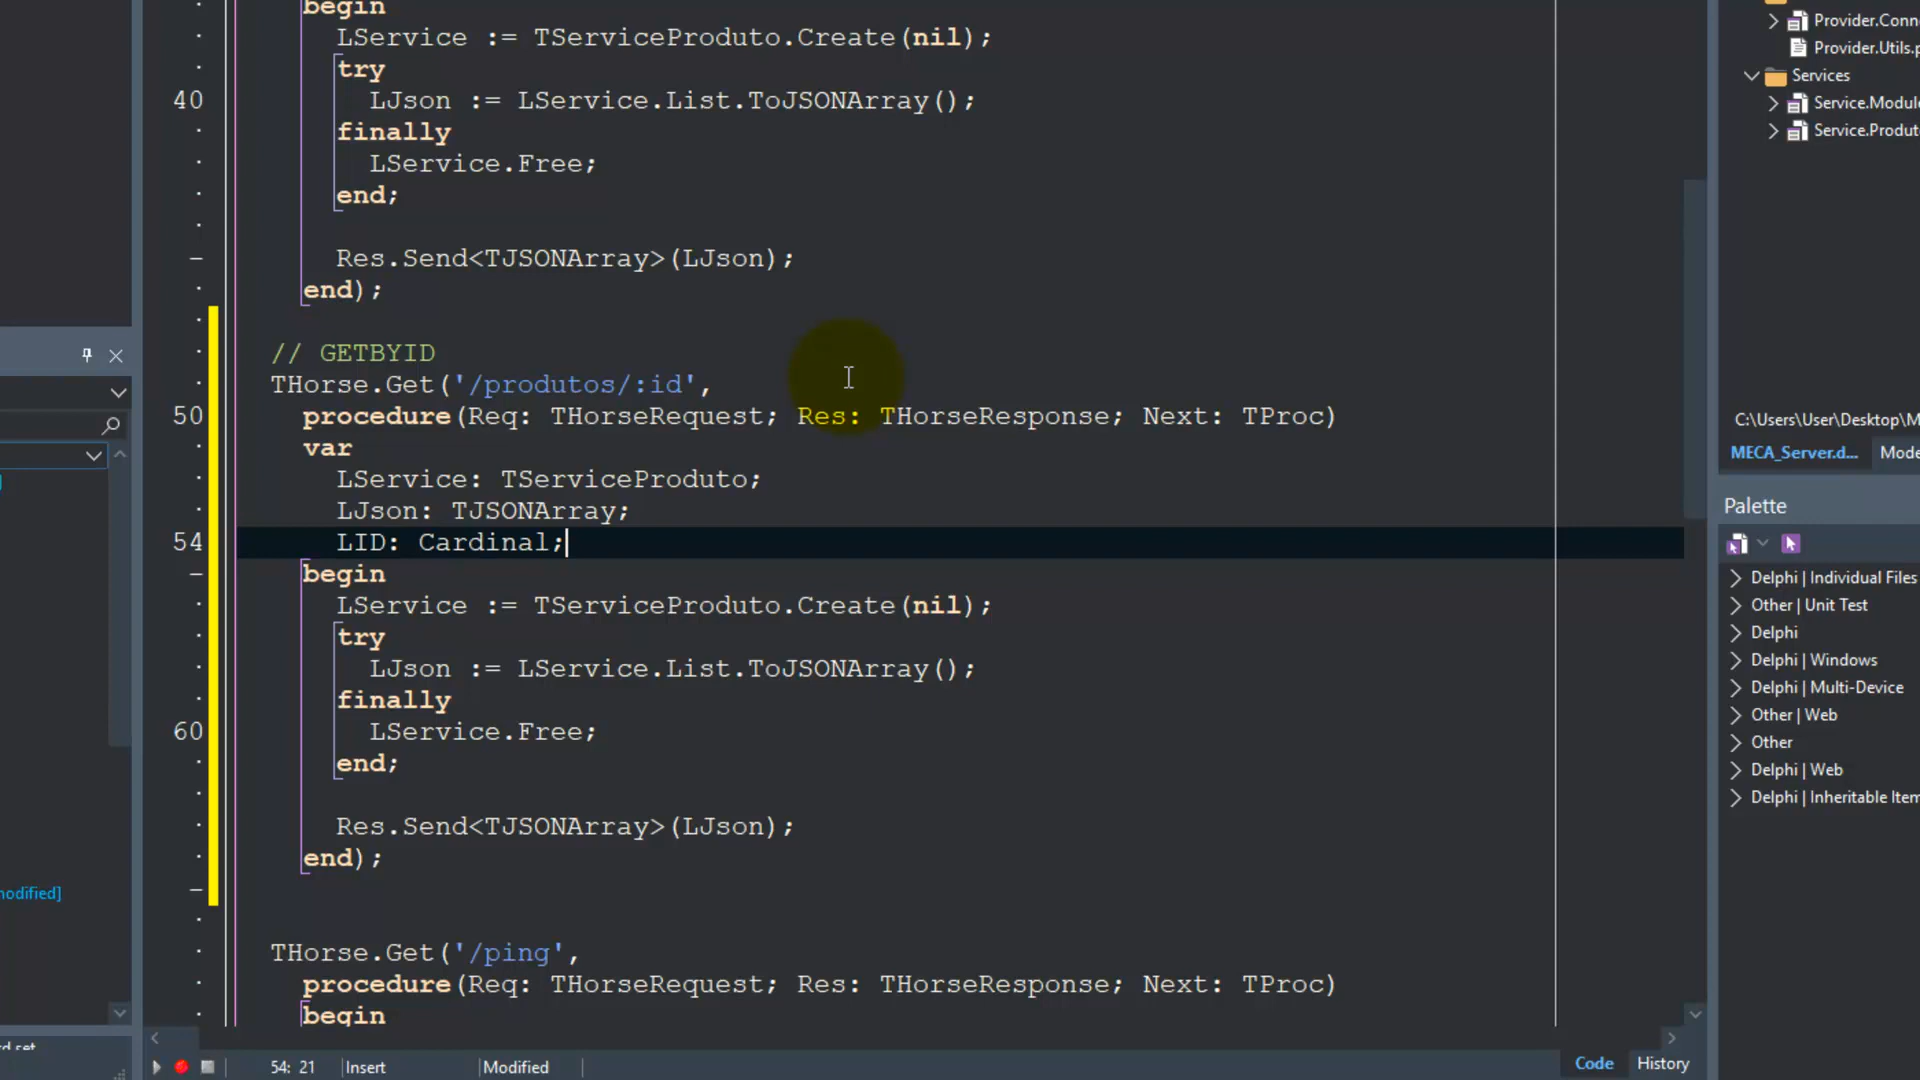 begin
LService := TServiceProduto.Create(nil);
try
40 LJson := LService.List.ToJSONArray();
finally
LService.Free;
end;
Res.Send<TJSONArray>(LJson);
end);
// GETBYID
THorse.Get('/produtos/:id',
50 procedure(Req: THorseRequest; Res: THorseResponse; Next: TProc)
var
LService: TServiceProduto;
LJson: TJSONArray;
54 LID: Cardinal;
begin
LService := TServiceProduto.Create(nil);
try
LJson := LService.List.ToJSONArray();
finally
60 LService.Free;
end;
Res.Send<TJSONArray>(LJson);
end);
THorse.Get('/ping',
procedure(Req: THorseRequest; Res: THorseResponse; Next: TProc)
begin
54: 21 Insert Modified
Code History
Provider.Conn
Provider.Utils.p
Services
Service.Modul
Service.Produt
C:\Users\User\Desktop\M
MECA_Server.d... Mode
Palette
Delphi | Individual Files
Other | Unit Test
Delphi
Delphi | Windows
Delphi | Multi-Device
Other | Web
Other
Delphi | Web
Delphi | Inheritable Item
nodified]